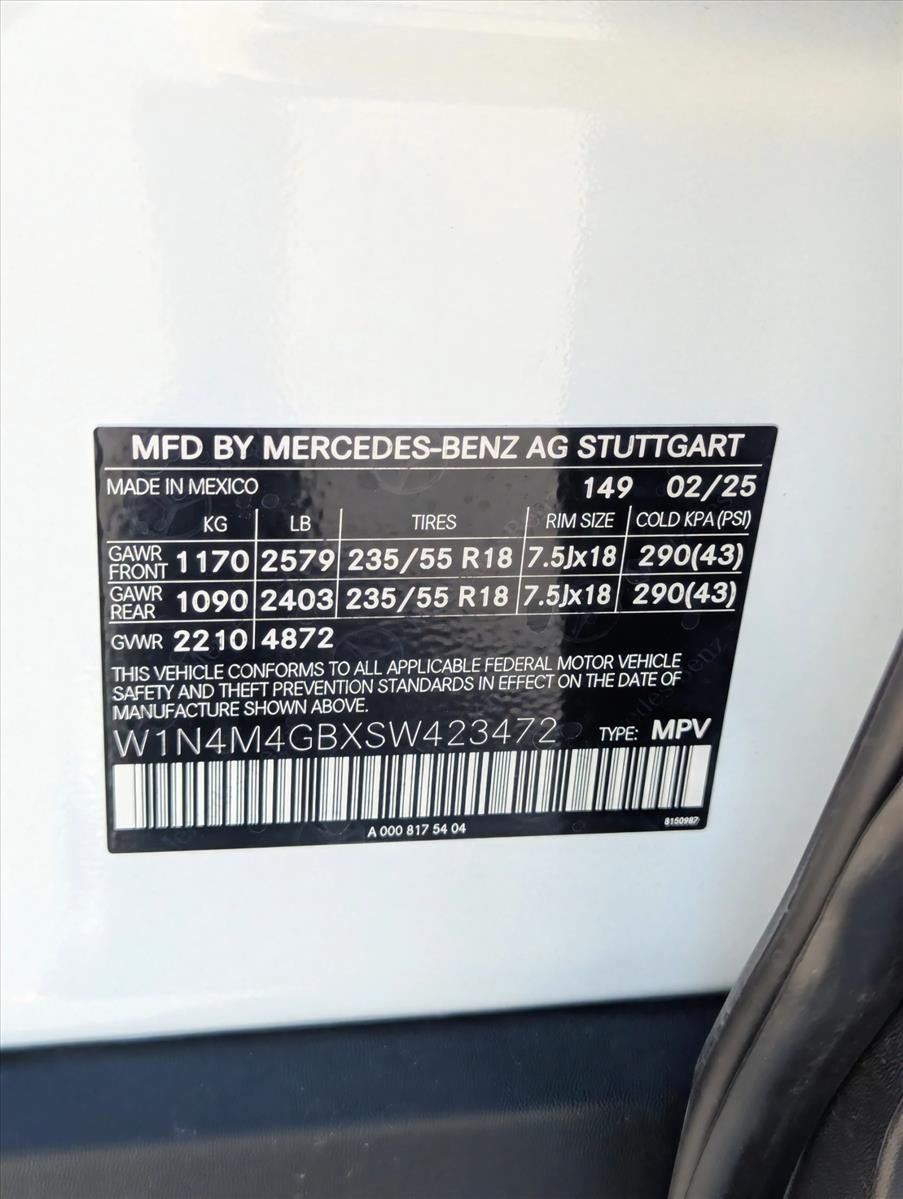 MFD BY MERCEDES-BENZ AG STUTTGART
MADE IN MEXICO 149 02/25
KG LB TIRES RIM SIZE COLD KPA (PSI)
GAWR FRONT 1170 2579 235/55 R18 7.5Jx18 290(43)
GAWR REAR 1090 2403 235/55 R18 7.5Jx18 290(43)
GVWR 2210 4872
THIS VEHICLE CONFORMS TO ALL APPLICABLE FEDERAL MOTOR VEHICLE
SAFETY AND THEFT PREVENTION STANDARDS IN EFFECT ON THE DATE OF
MANUFACTURE SHOWN ABOVE.
W1N4M4GBXSW423472 TYPE: MPV
A 000 817 54 04 8150987